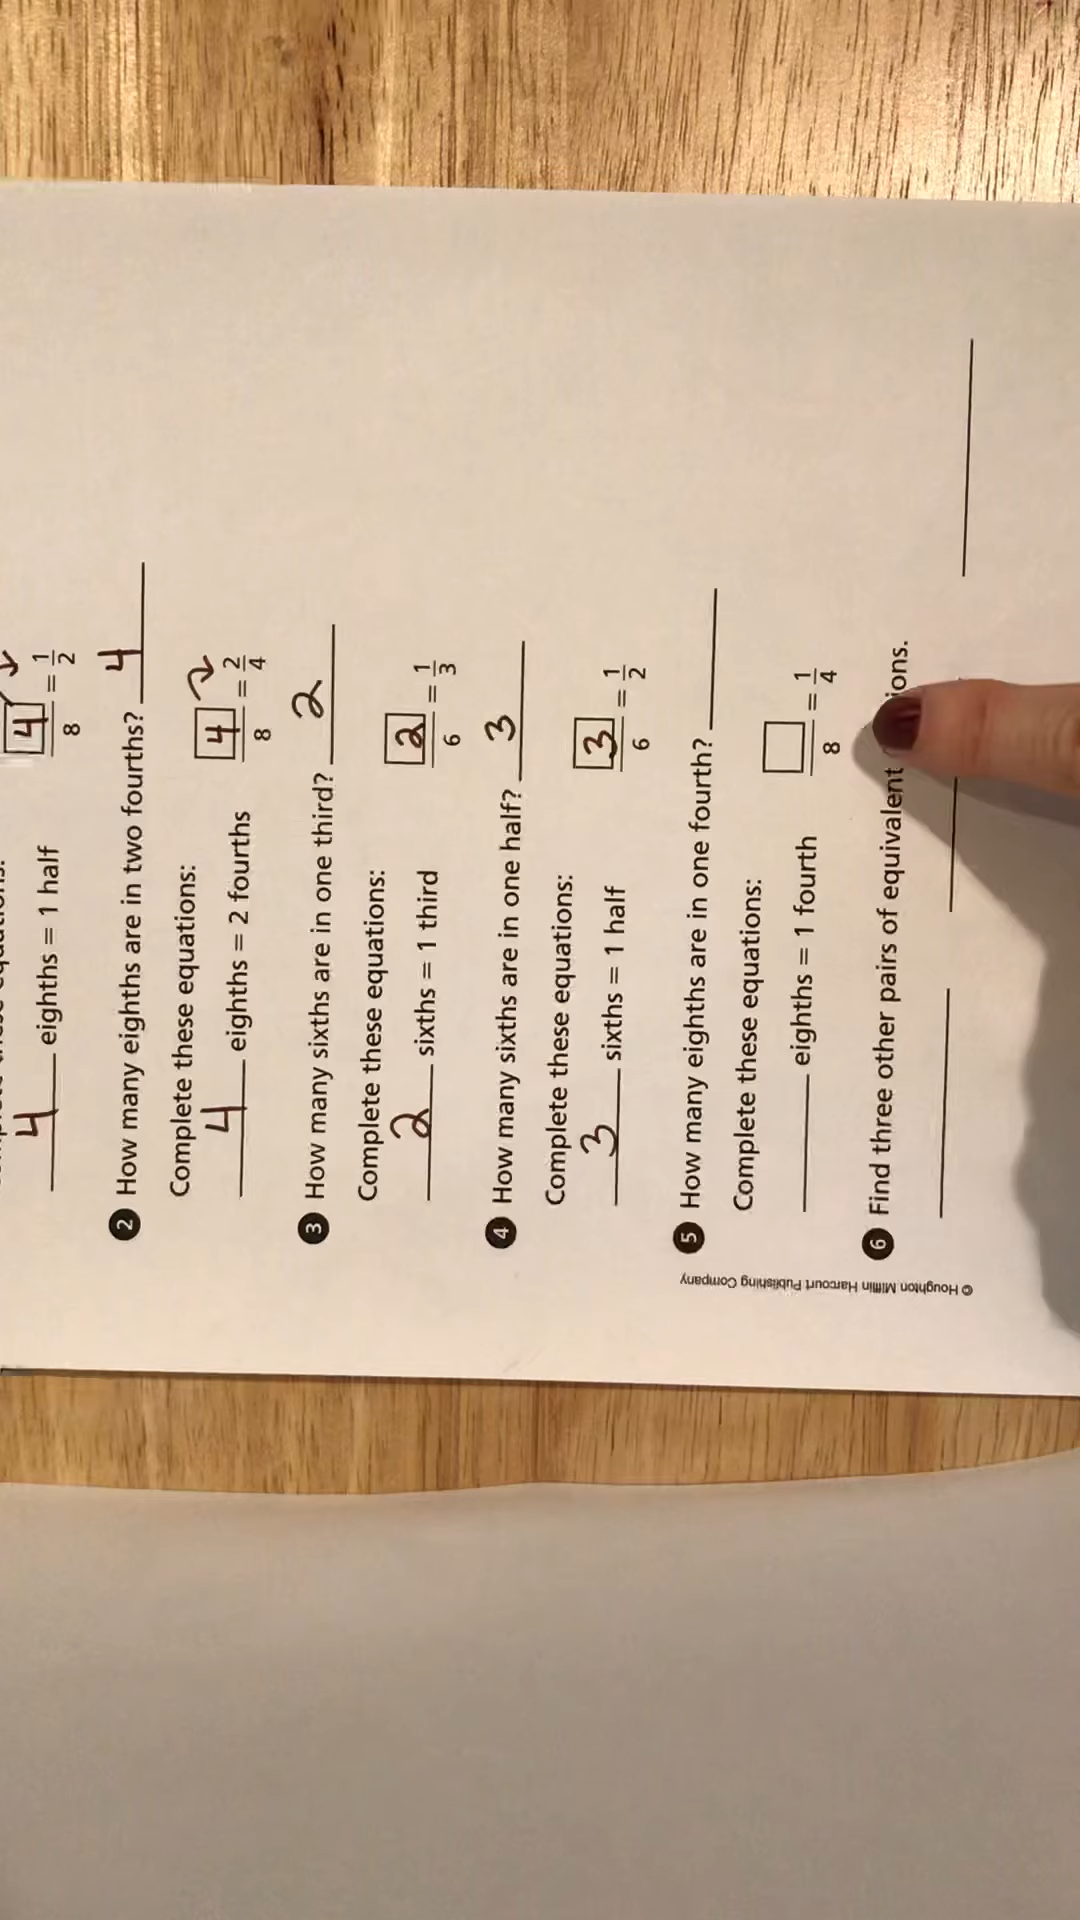 4 eighths = 1 half 4/8 = 1/2
2 How many eighths are in two fourths? 4
Complete these equations:
4 eighths = 2 fourths 4/8 = 2/4
3 How many sixths are in one third? 2
Complete these equations:
2 sixths = 1 third 2/6 = 1/3
4 How many sixths are in one half? 3
Complete these equations:
3 sixths = 1 half 3/6 = 1/2
5 How many eighths are in one fourth?
Complete these equations:
eighths = 1 fourth /8 = 1/4
6 Find three other pairs of equivalent
© Houghton Mifflin Harcourt Publishing Company